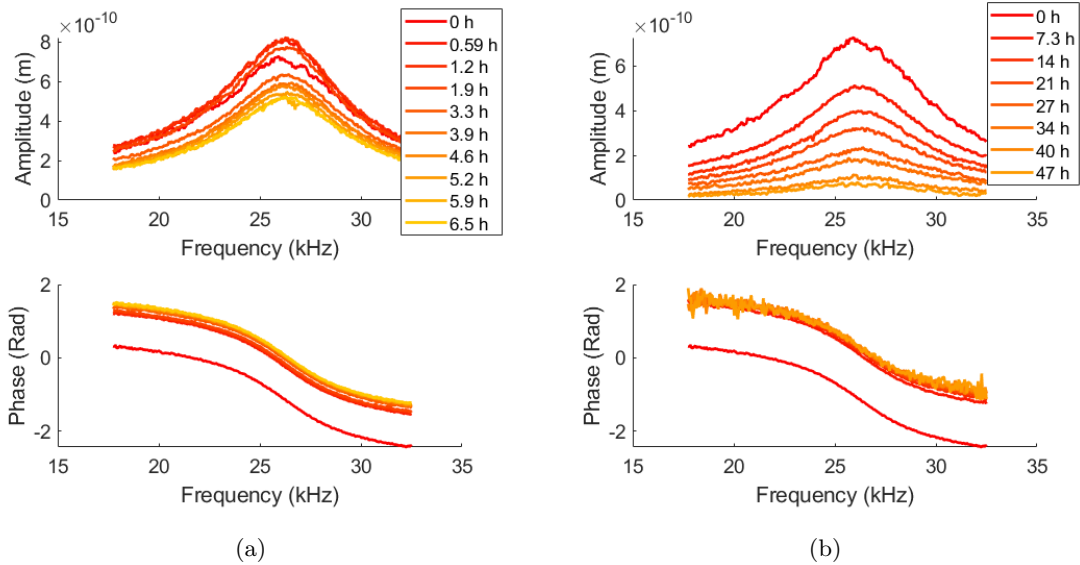 ×10⁻¹⁰
8
6
4
2
0
Amplitude (m)
15 20 25 30 35
Frequency (kHz)
0 h
0.59 h
1.2 h
1.9 h
3.3 h
3.9 h
4.6 h
5.2 h
5.9 h
6.5 h
×10⁻¹⁰
6
4
2
0
Amplitude (m)
15 20 25 30 35
Frequency (kHz)
0 h
7.3 h
14 h
21 h
27 h
34 h
40 h
47 h
2
0
-2
Phase (Rad)
15 20 25 30 35
Frequency (kHz)
2
0
-2
Phase (Rad)
15 20 25 30 35
Frequency (kHz)
(a)
(b)